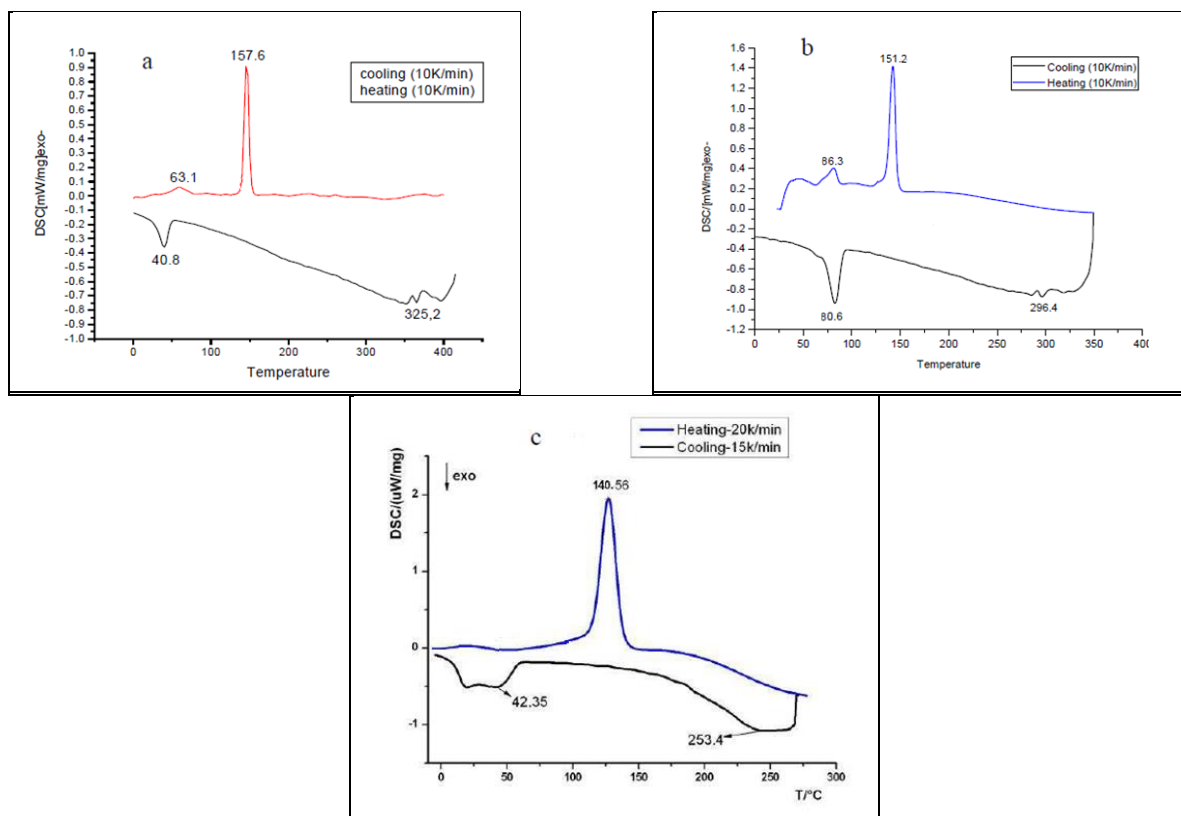 a
157.6
cooling (10K/min)
heating (10K/min)
63.1
40.8
325,2
1.0
0.9
0.8
0.7
0.6
0.5
0.4
0.3
0.2
0.1
0.0
-0.1
-0.2
-0.3
-0.4
-0.5
-0.6
-0.7
-0.8
-0.9
-1.0
DSC[mW/mg]exo-
0 100 200 300 400
Temperature
b
151.2
Cooling (10K/min)
Heating (10K/min)
86.3
80.6
296.4
1.6
1.4
1.2
1.0
0.8
0.6
0.4
0.2
0.0
-0.2
-0.4
-0.6
-0.8
-1.0
-1.2
DSC/[mW/mg]exo-
0 50 100 150 200 250 300 350
Temperature
c
Heating-20k/min
Cooling-15k/min
exo
140.56
42.35
253.4
2
1
0
-1
DSC/(uW/mg)
0 50 100 150 200 250 300
T/°C